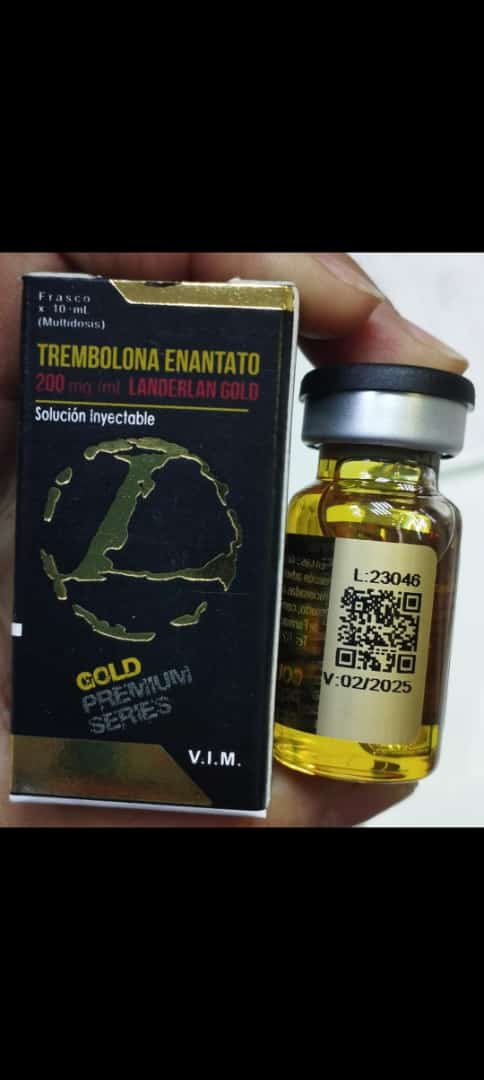 Frasco
x 10-mL
(Multidosis)
TREMBOLONA ENANTATO
200 mg /mL LANDERLAN GOLD
Solución Inyectable
GOLD
PREMIUM
SERIES
V.I.M.
L:23046
V:02/2025